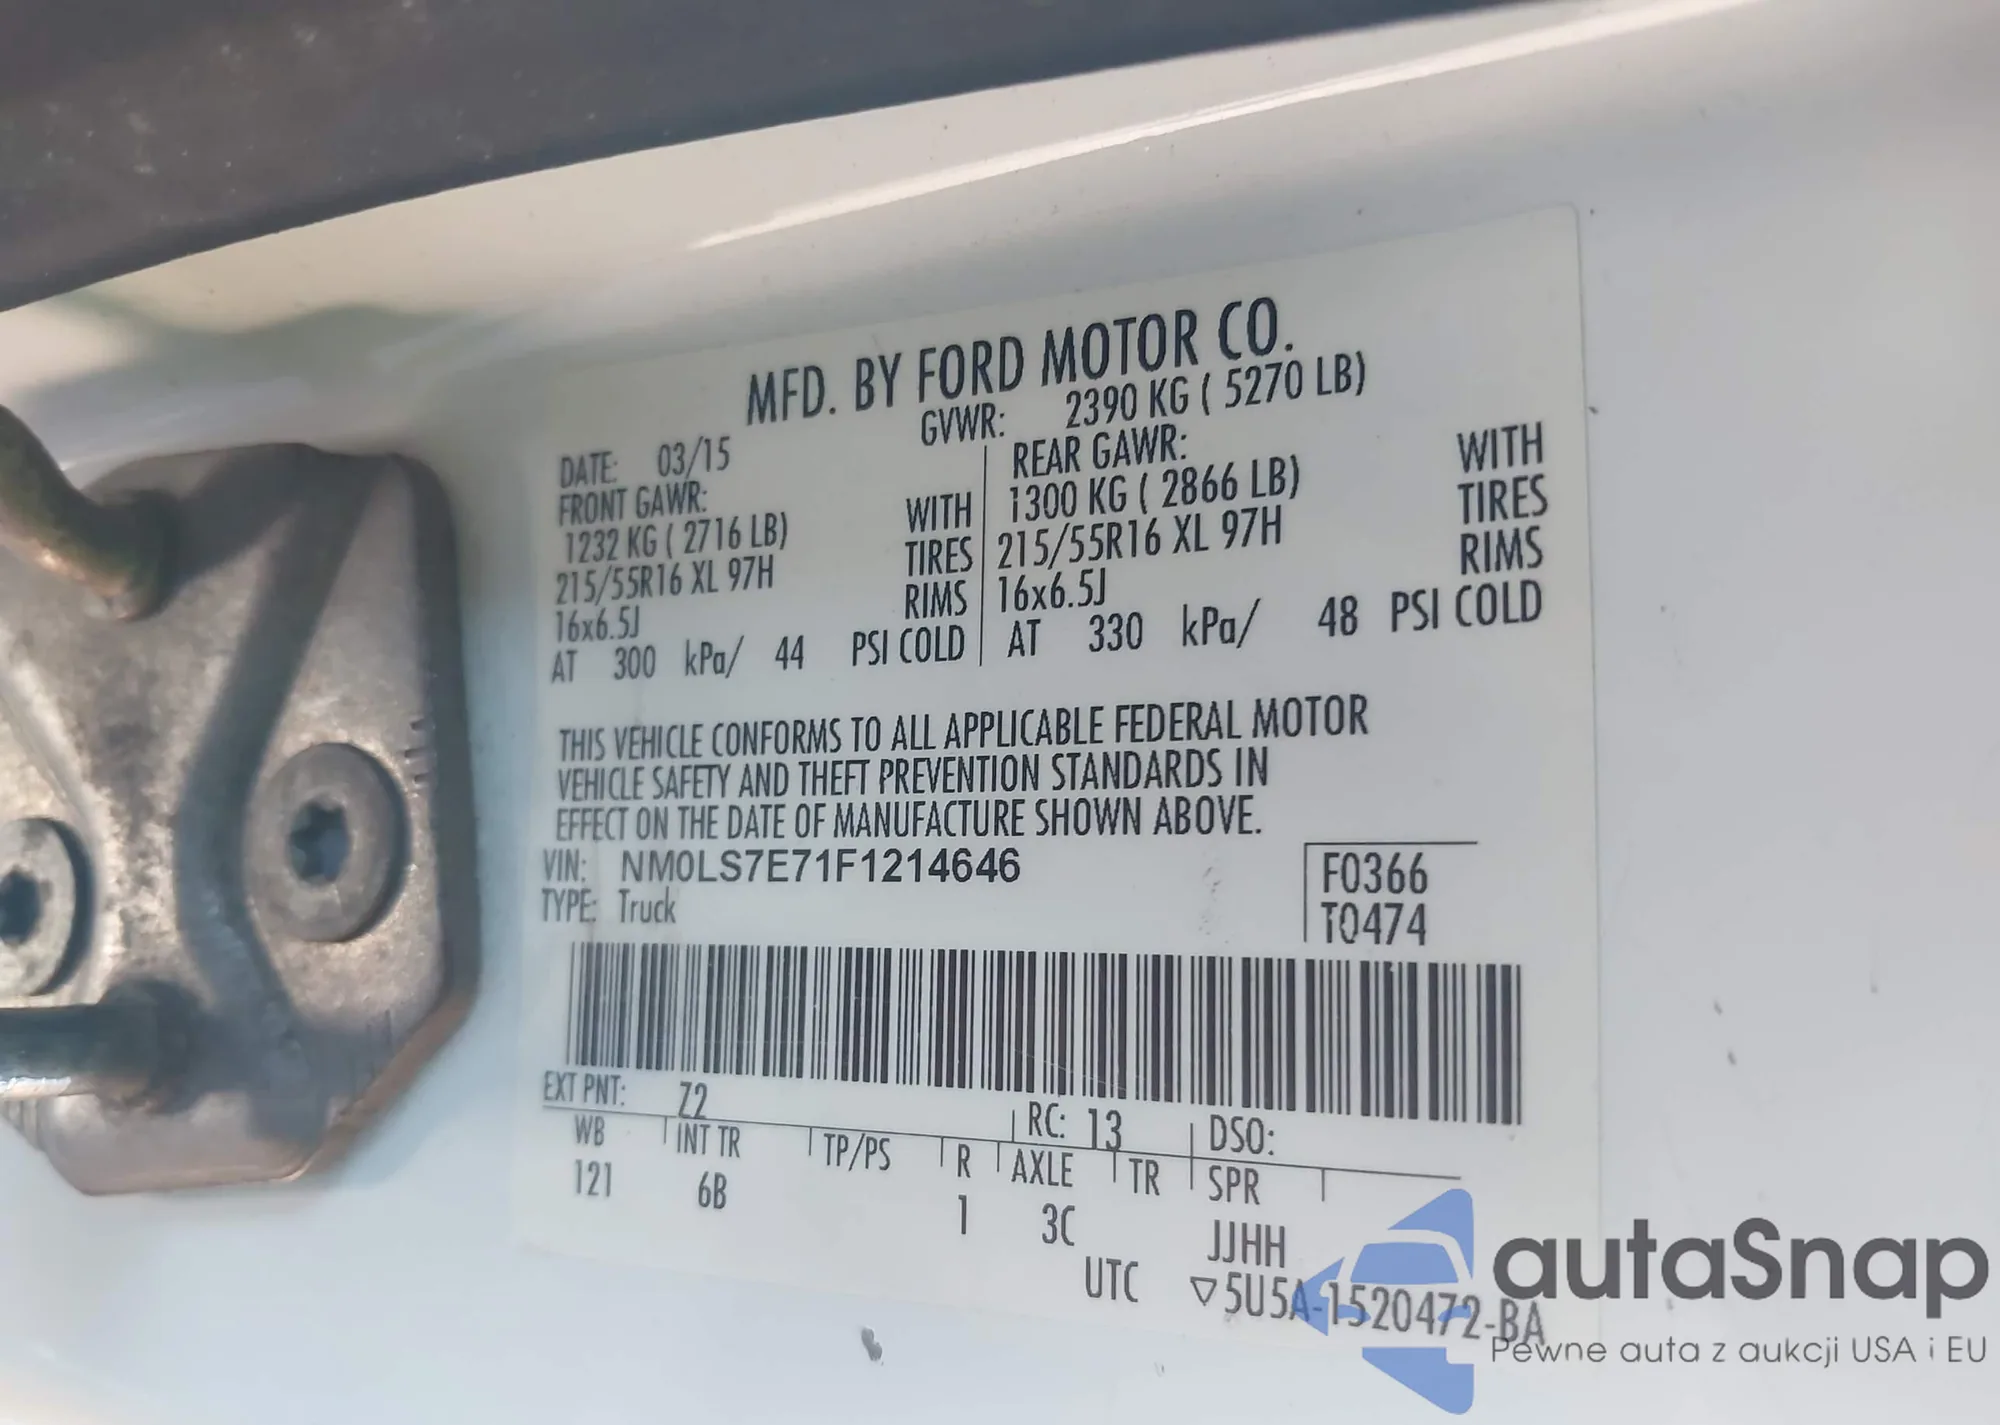 MFD. BY FORD MOTOR CO.
DATE: 03/15 GVWR: 2390 KG ( 5270 LB)
FRONT GAWR: REAR GAWR:
1232 KG ( 2716 LB) WITH 1300 KG ( 2866 LB) WITH
215/55R16 XL 97H TIRES 215/55R16 XL 97H TIRES
16x6.5J RIMS 16x6.5J RIMS
AT 300 kPa/ 44 PSI COLD AT 330 kPa/ 48 PSI COLD
THIS VEHICLE CONFORMS TO ALL APPLICABLE FEDERAL MOTOR
VEHICLE SAFETY AND THEFT PREVENTION STANDARDS IN
EFFECT ON THE DATE OF MANUFACTURE SHOWN ABOVE.
VIN: NM0LS7E71F1214646 F0366
TYPE: Truck T0474
EXT PNT: Z2 RC: 13 DSO:
WB INT TR TP/PS R AXLE TR SPR
121 6B 1 3C JJHH
UTC ▽5U5A-1520472-BA
autaSnap
Pewne auta z aukcji USA i EU